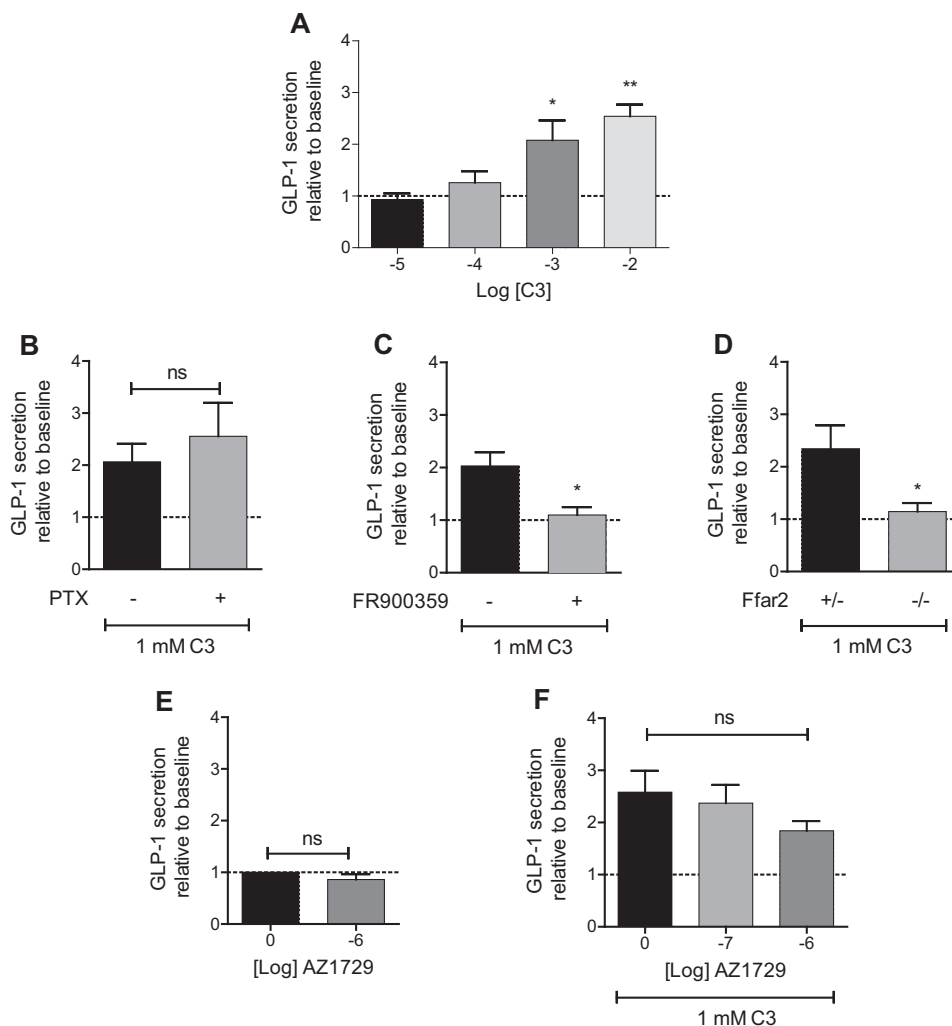 A
GLP-1 secretion
relative to baseline
4
3
2
1
0
*
**
-5 -4 -3 -2
Log [C3]
B
GLP-1 secretion
relative to baseline
4
3
2
1
0
ns
PTX - +
1 mM C3
C
GLP-1 secretion
relative to baseline
4
3
2
1
0
*
FR900359 - +
1 mM C3
D
GLP-1 secretion
relative to baseline
4
3
2
1
0
*
Ffar2 +/- -/-
1 mM C3
E
GLP-1 secretion
relative to baseline
4
3
2
1
0
ns
0 -6
[Log] AZ1729
F
GLP-1 secretion
relative to baseline
4
3
2
1
0
ns
0 -7 -6
[Log] AZ1729
1 mM C3